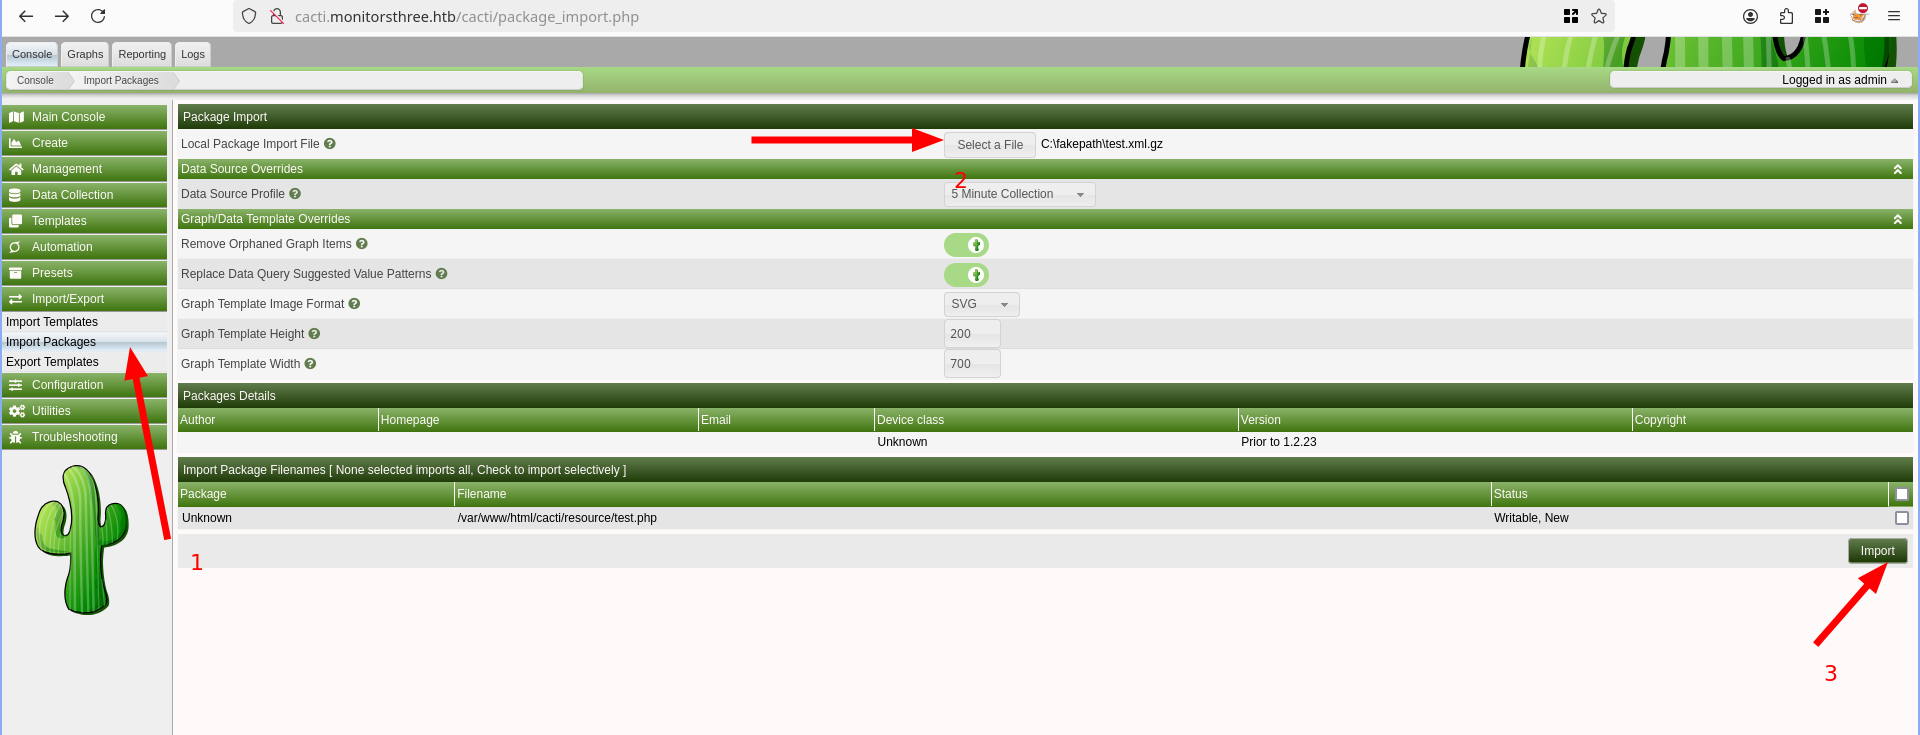 cacti.monitorsthree.htb/cacti/package_import.php
Console Graphs Reporting Logs
Console Import Packages
Logged in as admin
Main Console
Create
Management
Data Collection
Templates
Automation
Presets
Import/Export
Import Templates
Import Packages
Export Templates
Configuration
Utilities
Troubleshooting
1
Package Import
Local Package Import File Select a File C:\fakepath\test.xml.gz
2
Data Source Overrides
Data Source Profile 5 Minute Collection
Graph/Data Template Overrides
Remove Orphaned Graph Items
Replace Data Query Suggested Value Patterns
Graph Template Image Format SVG
Graph Template Height 200
Graph Template Width 700
Packages Details
Author Homepage Email Device class Version Copyright
Unknown Prior to 1.2.23
Import Package Filenames [ None selected imports all, Check to import selectively ]
Package Filename Status
Unknown /var/www/html/cacti/resource/test.php Writable, New
Import
3